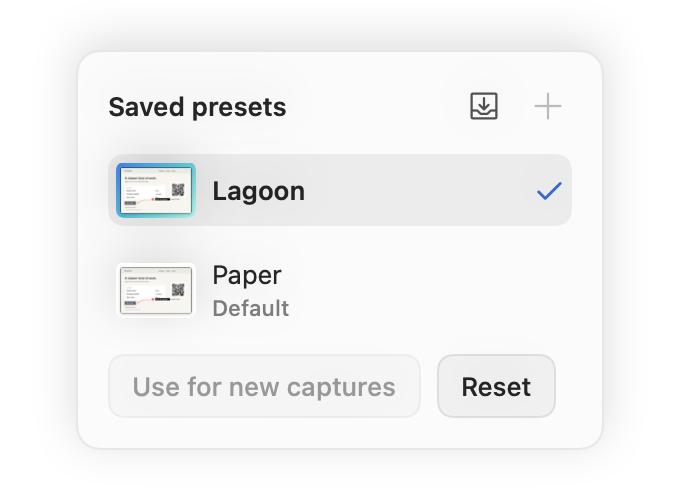 Saved presets
Lagoon
Paper
Default
Use for new captures
Reset